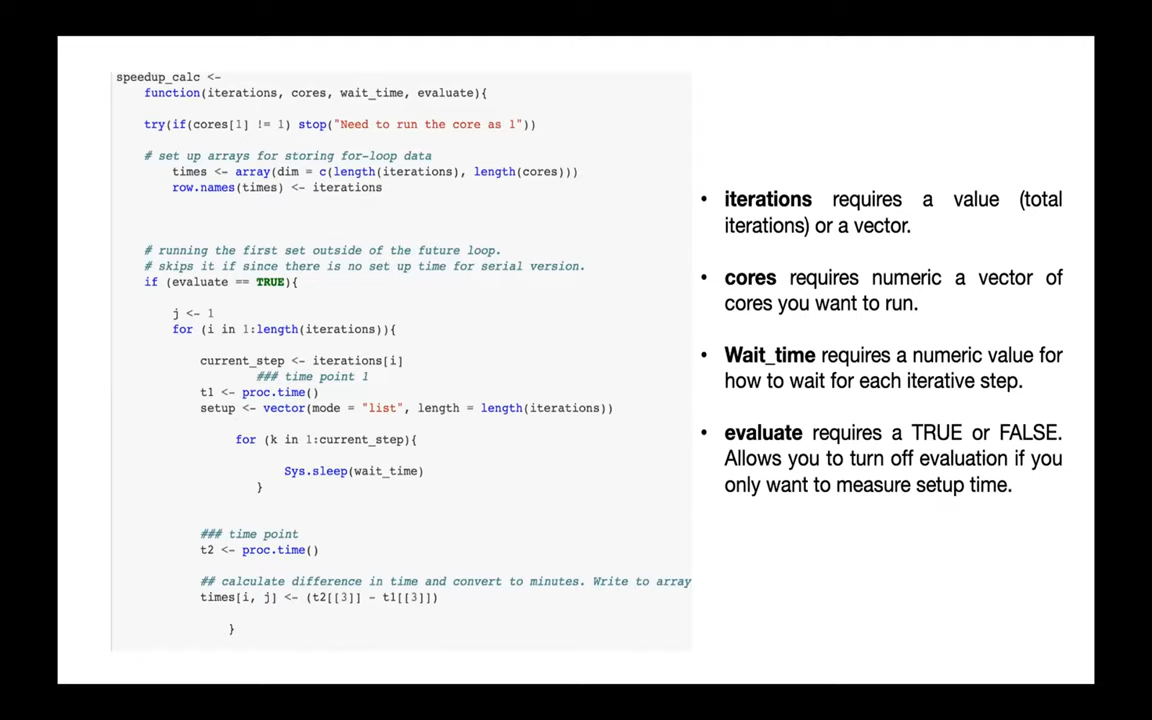 speedup_calc <-
function(iterations, cores, wait_time, evaluate){
try(if(cores[1] != 1) stop("Need to run the core as 1"))
# set up arrays for storing for-loop data
times <- array(dim = c(length(iterations), length(cores)))
row.names(times) <- iterations
# running the first set outside of the future loop.
# skips it if since there is no set up time for serial version.
if (evaluate == TRUE){
j <- 1
for (i in 1:length(iterations)){
current_step <- iterations[i]
### time point 1
t1 <- proc.time()
setup <- vector(mode = "list", length = length(iterations))
for (k in 1:current_step){
Sys.sleep(wait_time)
}
### time point
t2 <- proc.time()
## calculate difference in time and convert to minutes. Write to array
times[i, j] <- (t2[[3]] - t1[[3]])
}
• iterations requires a value (total
iterations) or a vector.
• cores requires numeric a vector of
cores you want to run.
• Wait_time requires a numeric value for
how to wait for each iterative step.
• evaluate requires a TRUE or FALSE.
Allows you to turn off evaluation if you
only want to measure setup time.